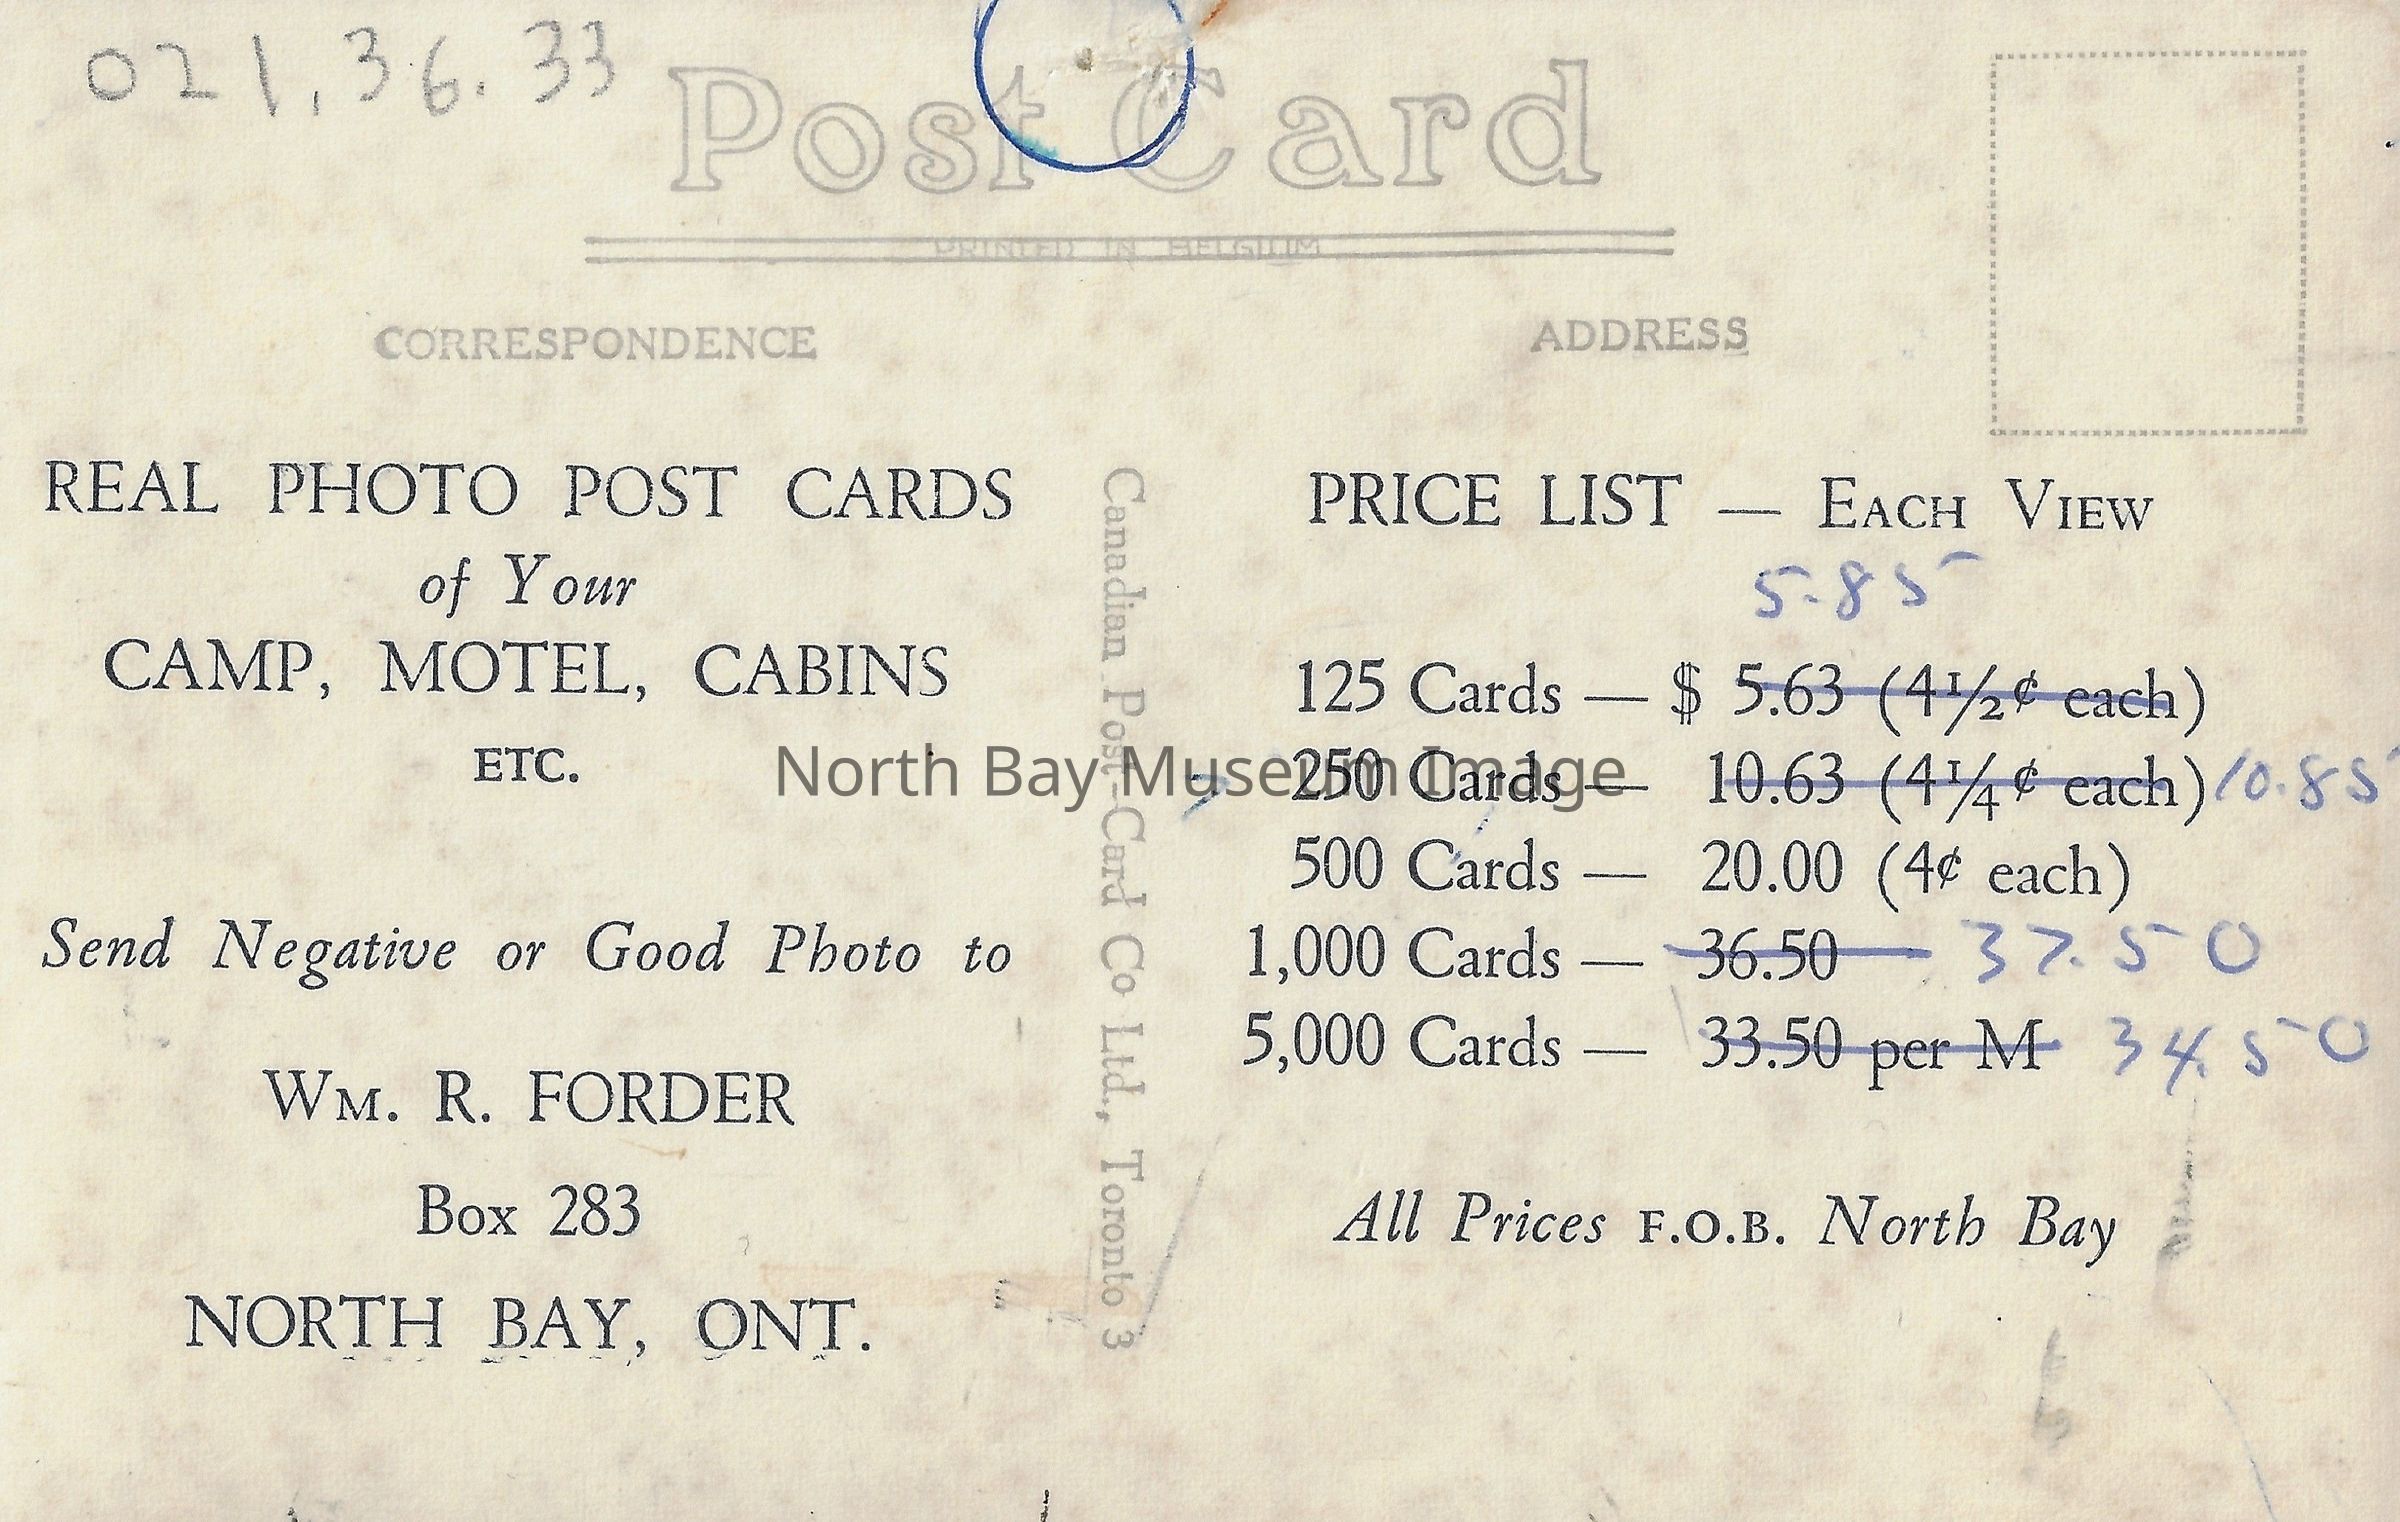 021.36.33
Post Card
PRINTED IN BELGIUM
CORRESPONDENCE
ADDRESS
REAL PHOTO POST CARDS
of Your
CAMP, MOTEL, CABINS
ETC.
Send Negative or Good Photo to
WM. R. FORDER
Box 283
NORTH BAY, ONT.
Canadian Post-Card Co Ltd., Toronto 3
PRICE LIST — EACH VIEW
5.85
125 Cards — $ 5.63 (4½¢ each)
250 Cards — 10.63 (4¼¢ each) 10.85
500 Cards — 20.00 (4¢ each)
1,000 Cards — 36.50 37.50
5,000 Cards — 33.50 per M 34.50
All Prices F.O.B. North Bay
North Bay Museum Image